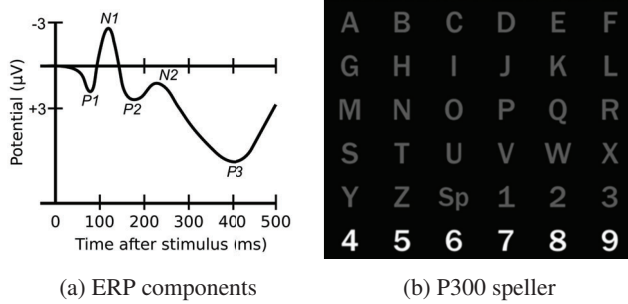 -3
+3
Potential (µV)
N1
N2
P1
P2
P3
0 100 200 300 400 500
Time after stimulus (ms)
(a) ERP components
A B C D E F
G H I J K L
M N O P Q R
S T U V W X
Y Z Sp 1 2 3
4 5 6 7 8 9
(b) P300 speller